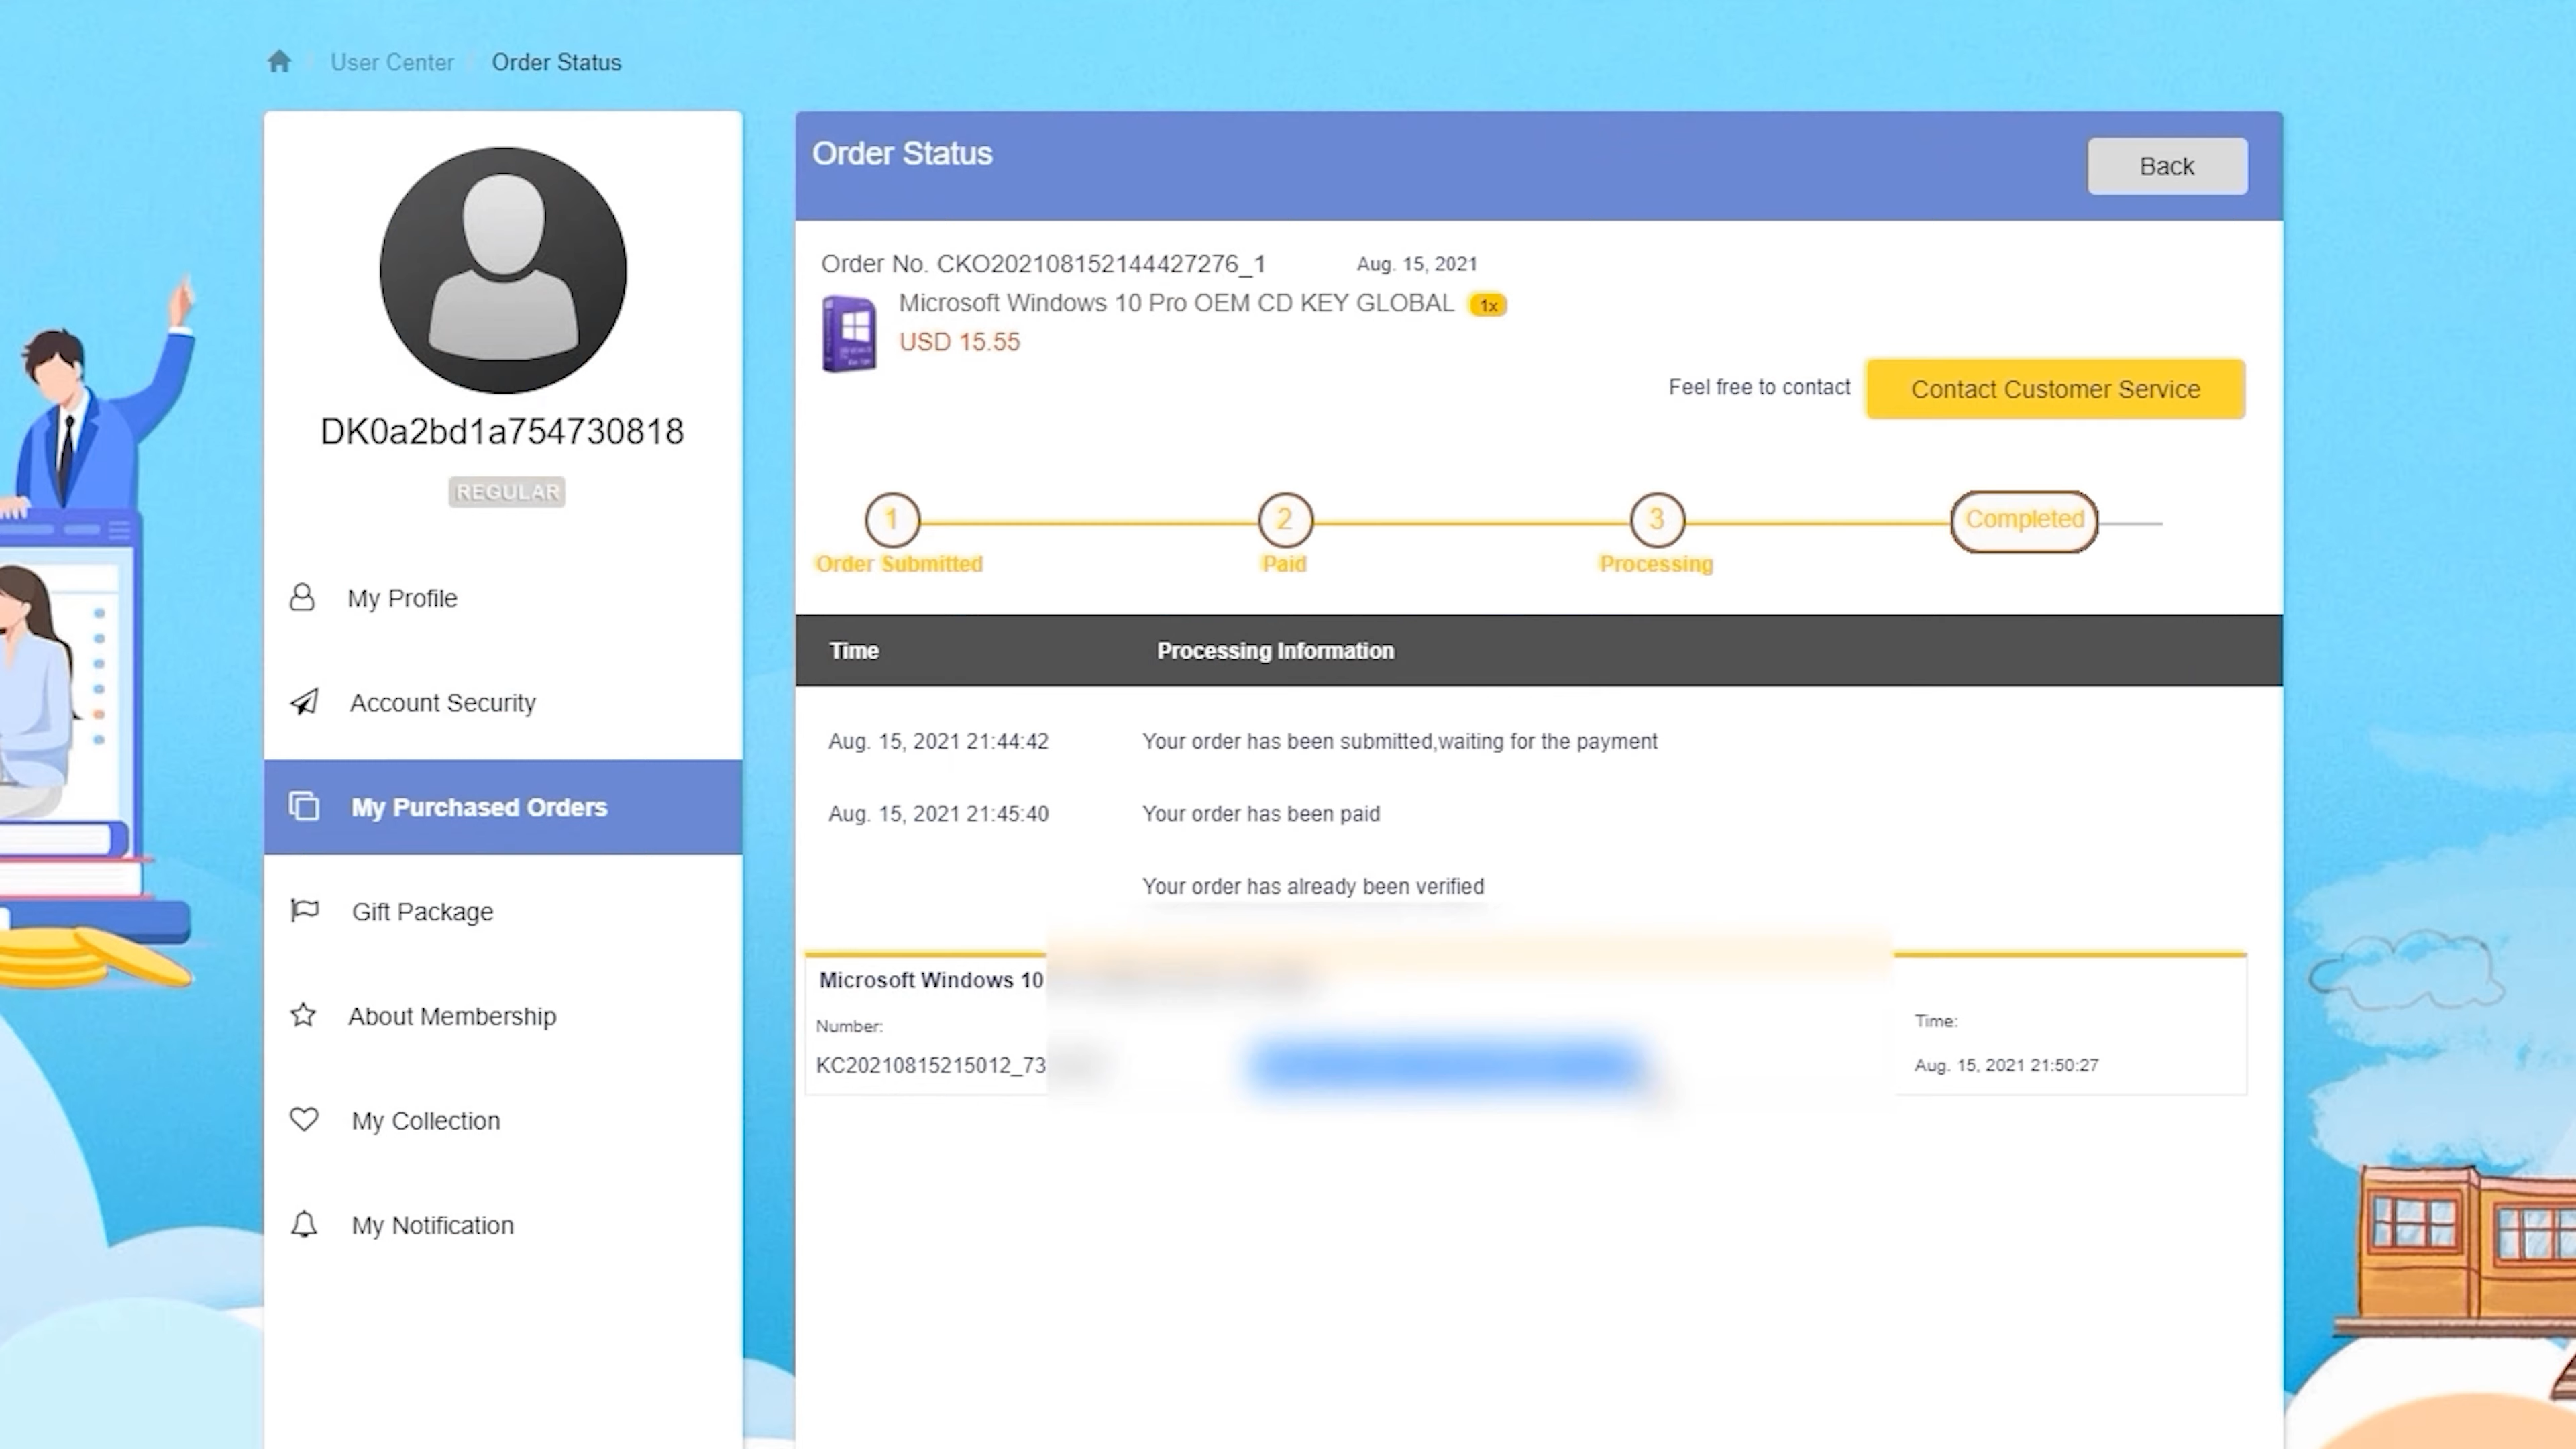 User Center
Order Status
DK0a2bd1a754730818
REGULAR
My Profile
Account Security
My Purchased Orders
Gift Package
About Membership
My Collection
My Notification
Order Status
Back
Order No. CKO202108152144427276_1
Aug. 15, 2021
Microsoft Windows 10 Pro OEM CD KEY GLOBAL 1x
USD 15.55
Feel free to contact
Contact Customer Service
1
2
3
Completed
Order Submitted
Paid
Processing
Time
Processing Information
Aug. 15, 2021 21:44:42
Your order has been submitted,waiting for the payment
Aug. 15, 2021 21:45:40
Your order has been paid
Your order has already been verified
Microsoft Windows 10
Number:
Time:
KC20210815215012_73
Aug. 15, 2021 21:50:27